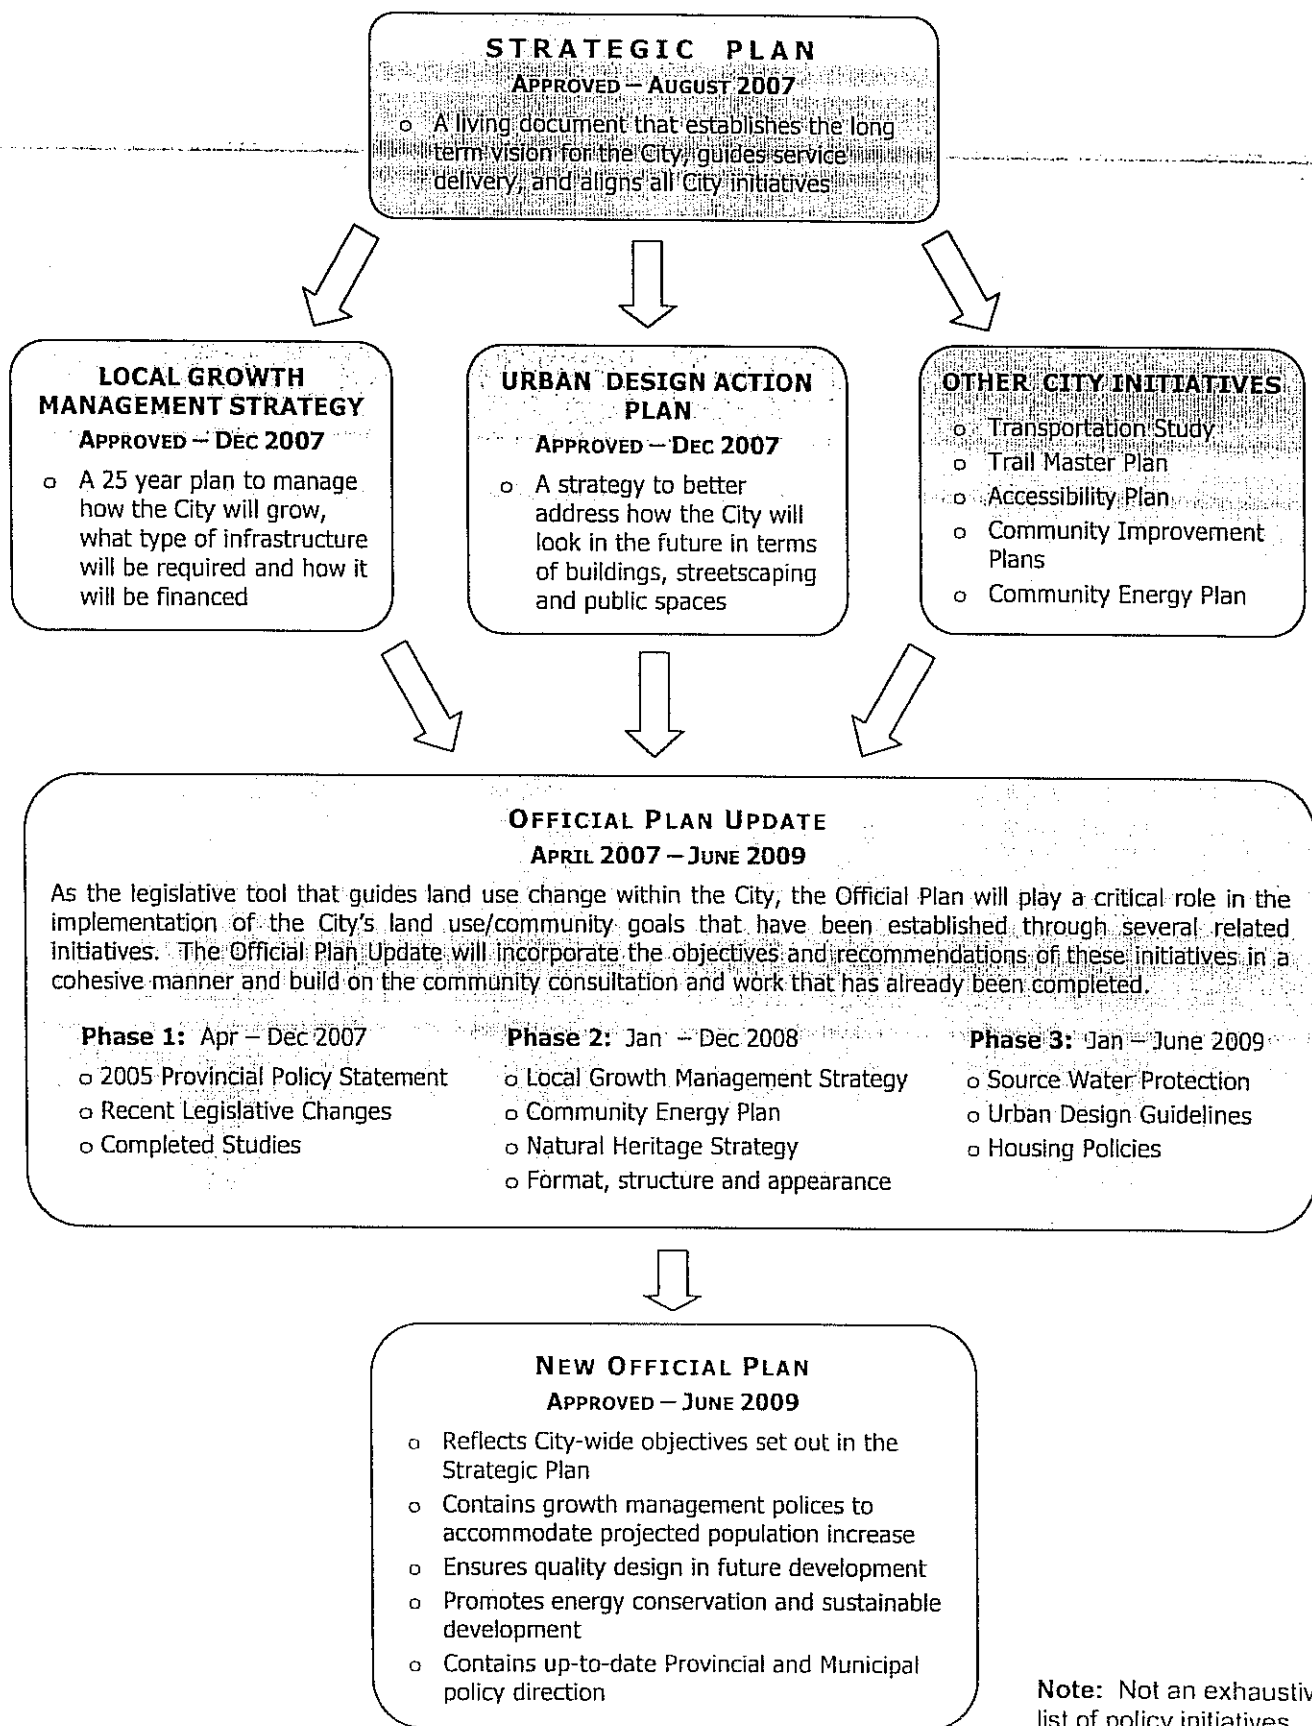 STRATEGIC PLAN
APPROVED – AUGUST 2007
o A living document that establishes the long
term vision for the City, guides service
delivery, and aligns all City initiatives
LOCAL GROWTH
MANAGEMENT STRATEGY
APPROVED – DEC 2007
o A 25 year plan to manage
how the City will grow,
what type of infrastructure
will be required and how it
will be financed
URBAN DESIGN ACTION
PLAN
APPROVED – DEC 2007
o A strategy to better
address how the City will
look in the future in terms
of buildings, streetscaping
and public spaces
OTHER CITY INITIATIVES
o Transportation Study
o Trail Master Plan
o Accessibility Plan
o Community Improvement
Plans
o Community Energy Plan
OFFICIAL PLAN UPDATE
APRIL 2007 – JUNE 2009
As the legislative tool that guides land use change within the City, the Official Plan will play a critical role in the
implementation of the City's land use/community goals that have been established through several related
initiatives. The Official Plan Update will incorporate the objectives and recommendations of these initiatives in a
cohesive manner and build on the community consultation and work that has already been completed.
Phase 1: Apr – Dec 2007
o 2005 Provincial Policy Statement
o Recent Legislative Changes
o Completed Studies
Phase 2: Jan – Dec 2008
o Local Growth Management Strategy
o Community Energy Plan
o Natural Heritage Strategy
o Format, structure and appearance
Phase 3: Jan – June 2009
o Source Water Protection
o Urban Design Guidelines
o Housing Policies
NEW OFFICIAL PLAN
APPROVED – JUNE 2009
o Reflects City-wide objectives set out in the
Strategic Plan
o Contains growth management polices to
accommodate projected population increase
o Ensures quality design in future development
o Promotes energy conservation and sustainable
development
o Contains up-to-date Provincial and Municipal
policy direction
Note: Not an exhaustiv
list of policy initiatives